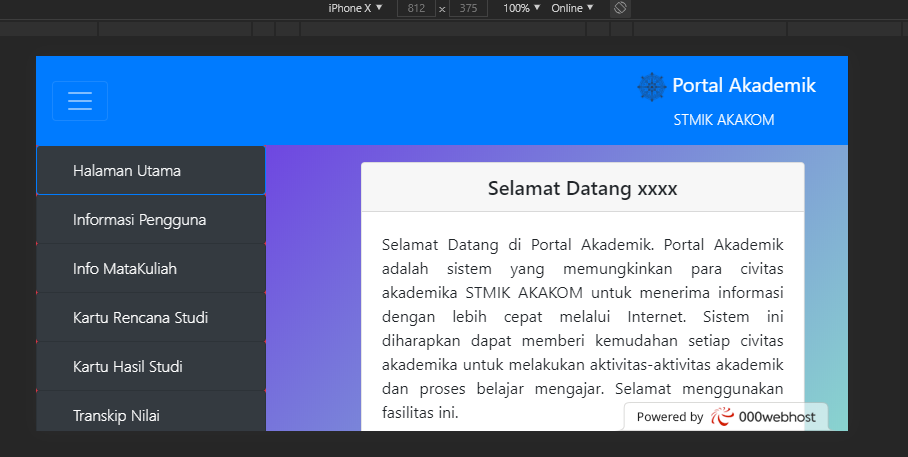 iPhone X ▼ 812 x 375 100% ▼ Online ▼
Portal Akademik
STMIK AKAKOM
Halaman Utama
Informasi Pengguna
Info MataKuliah
Kartu Rencana Studi
Kartu Hasil Studi
Transkip Nilai
Selamat Datang xxxx
Selamat Datang di Portal Akademik. Portal Akademik
adalah sistem yang memungkinkan para civitas
akademika STMIK AKAKOM untuk menerima informasi
dengan lebih cepat melalui Internet. Sistem ini
diharapkan dapat memberi kemudahan setiap civitas
akademika untuk melakukan aktivitas-aktivitas akademik
dan proses belajar mengajar. Selamat menggunakan
fasilitas ini.
Powered by 000webhost